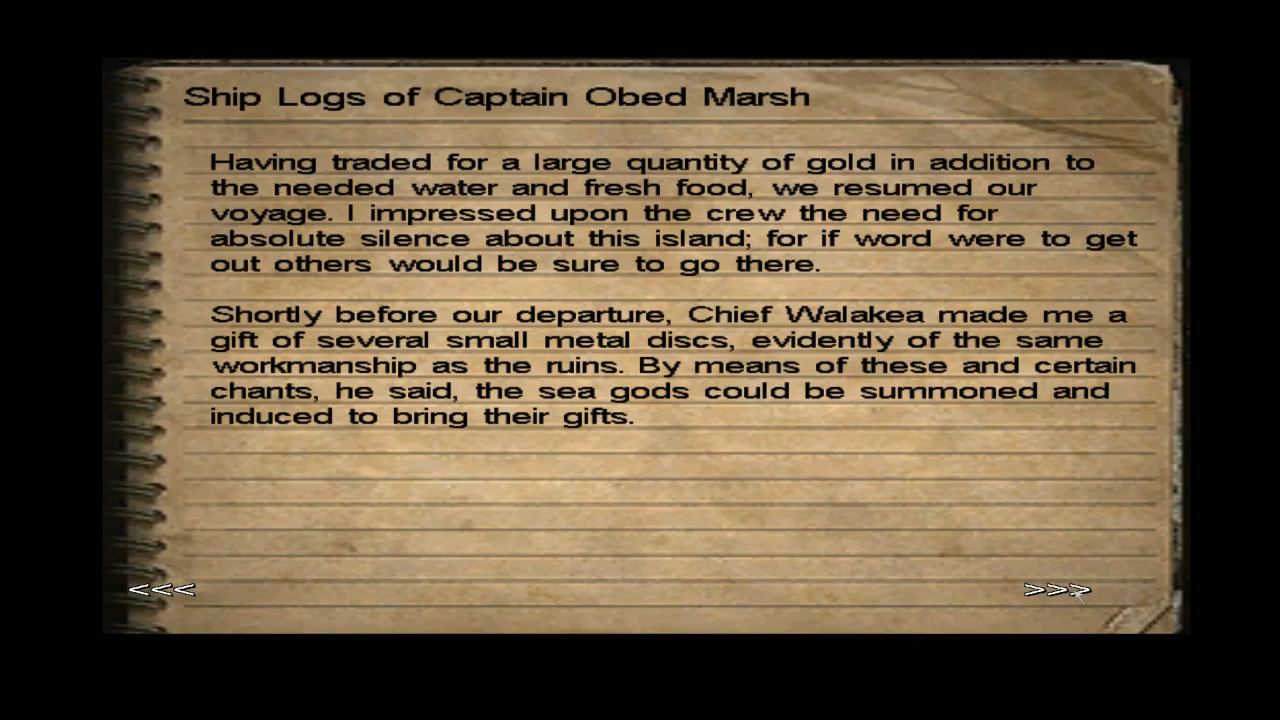 Ship Logs of Captain Obed Marsh
Having traded for a large quantity of gold in addition to
the needed water and fresh food, we resumed our
voyage. I impressed upon the crew the need for
absolute silence about this island; for if word were to get
out others would be sure to go there.
Shortly before our departure, Chief Walakea made me a
gift of several small metal discs, evidently of the same
workmanship as the ruins. By means of these and certain
chants, he said, the sea gods could be summoned and
induced to bring their gifts.
<<< >>>